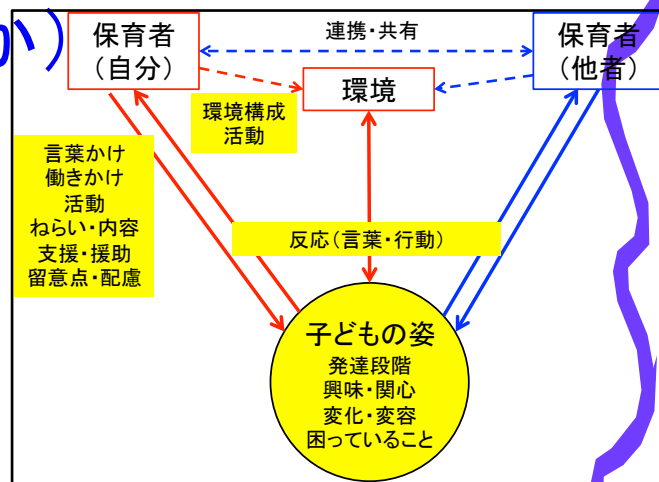 か)
保育者
(自分)
連携・共有
保育者
(他者)
環境
環境構成
活動
言葉かけ
働きかけ
活動
ねらい・内容
支援・援助
留意点・配慮
反応(言葉・行動)
子どもの姿
発達段階
興味・関心
変化・変容
困っていること